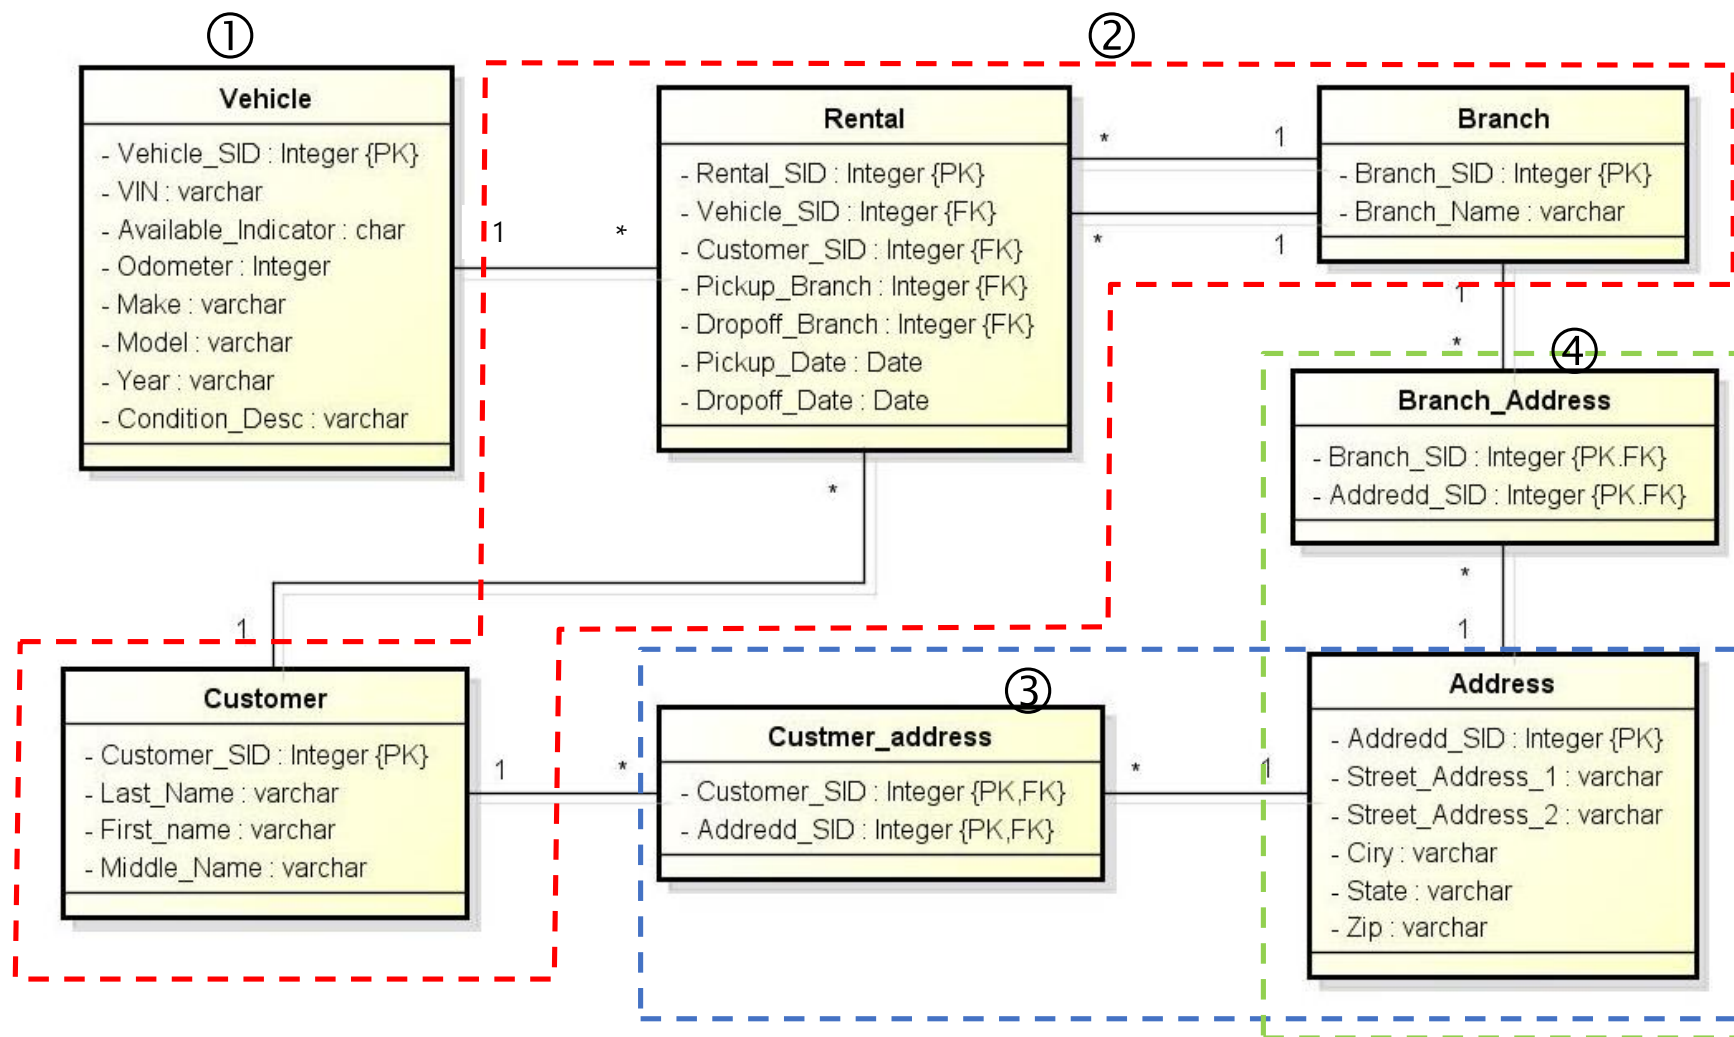 ①
②
Vehicle
- Vehicle_SID : Integer {PK}
- VIN : varchar
- Available_Indicator : char
- Odometer : Integer
- Make : varchar
- Model : varchar
- Year : varchar
- Condition_Desc : varchar
1
*
Rental
- Rental_SID : Integer {PK}
- Vehicle_SID : Integer {FK}
- Customer_SID : Integer {FK}
- Pickup_Branch : Integer {FK}
- Dropoff_Branch : Integer {FK}
- Pickup_Date : Date
- Dropoff_Date : Date
*
1
*
1
Branch
- Branch_SID : Integer {PK}
- Branch_Name : varchar
1
*
④
Branch_Address
- Branch_SID : Integer {PK.FK}
- Addredd_SID : Integer {PK.FK}
*
1
*
1
Customer
- Customer_SID : Integer {PK}
- Last_Name : varchar
- First_name : varchar
- Middle_Name : varchar
1
*
③
Custmer_address
- Customer_SID : Integer {PK,FK}
- Addredd_SID : Integer {PK,FK}
*
1
Address
- Addredd_SID : Integer {PK}
- Street_Address_1 : varchar
- Street_Address_2 : varchar
- Ciry : varchar
- State : varchar
- Zip : varchar